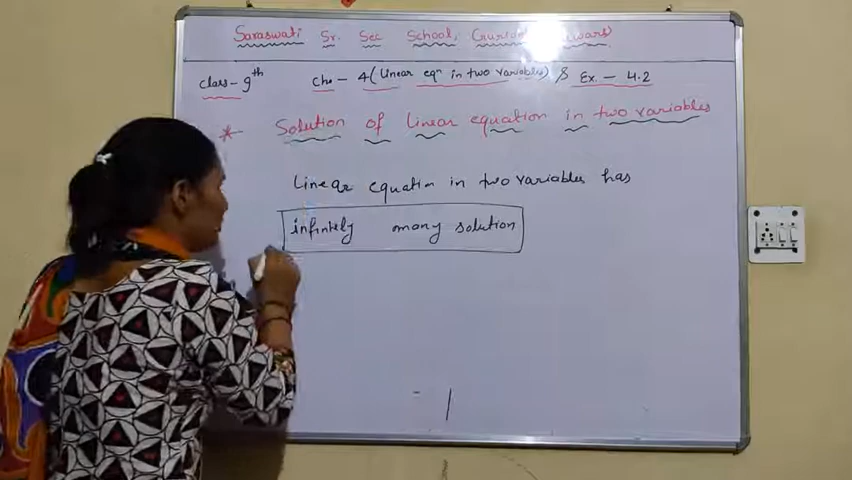 Saraswati Sr. Sec School,
class - 9th Ch. - 4 (Linear eqn in two variables) & Ex. - 4.2
* Solution of linear equation in two variables
Linear equation in two variables has
infinitely many solution